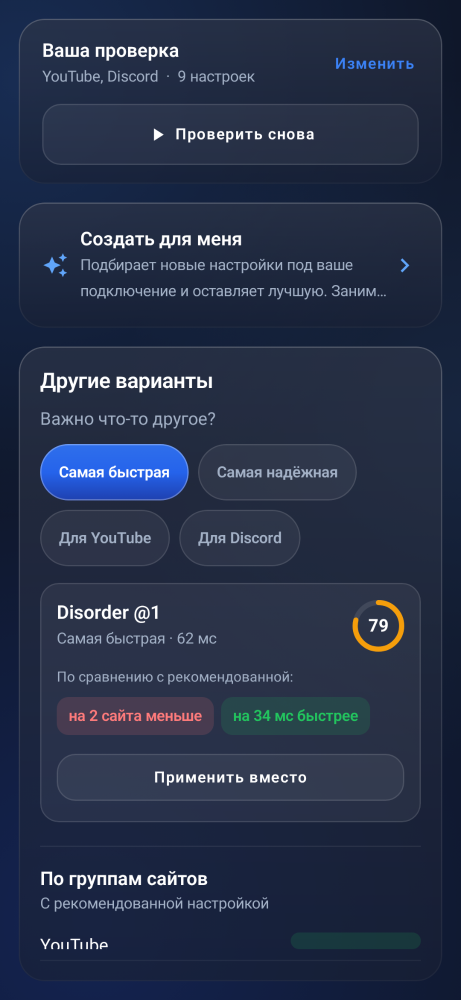 Ваша проверка
YouTube, Discord · 9 настроек
Изменить
Проверить снова
Создать для меня
Подбирает новые настройки под ваше
подключение и оставляет лучшую. Заним…
Другие варианты
Важно что-то другое?
Самая быстрая
Самая надёжная
Для YouTube
Для Discord
Disorder @1
Самая быстрая · 62 мс
79
По сравнению с рекомендованной:
на 2 сайта меньше
на 34 мс быстрее
Применить вместо
По группам сайтов
С рекомендованной настройкой
YouTube